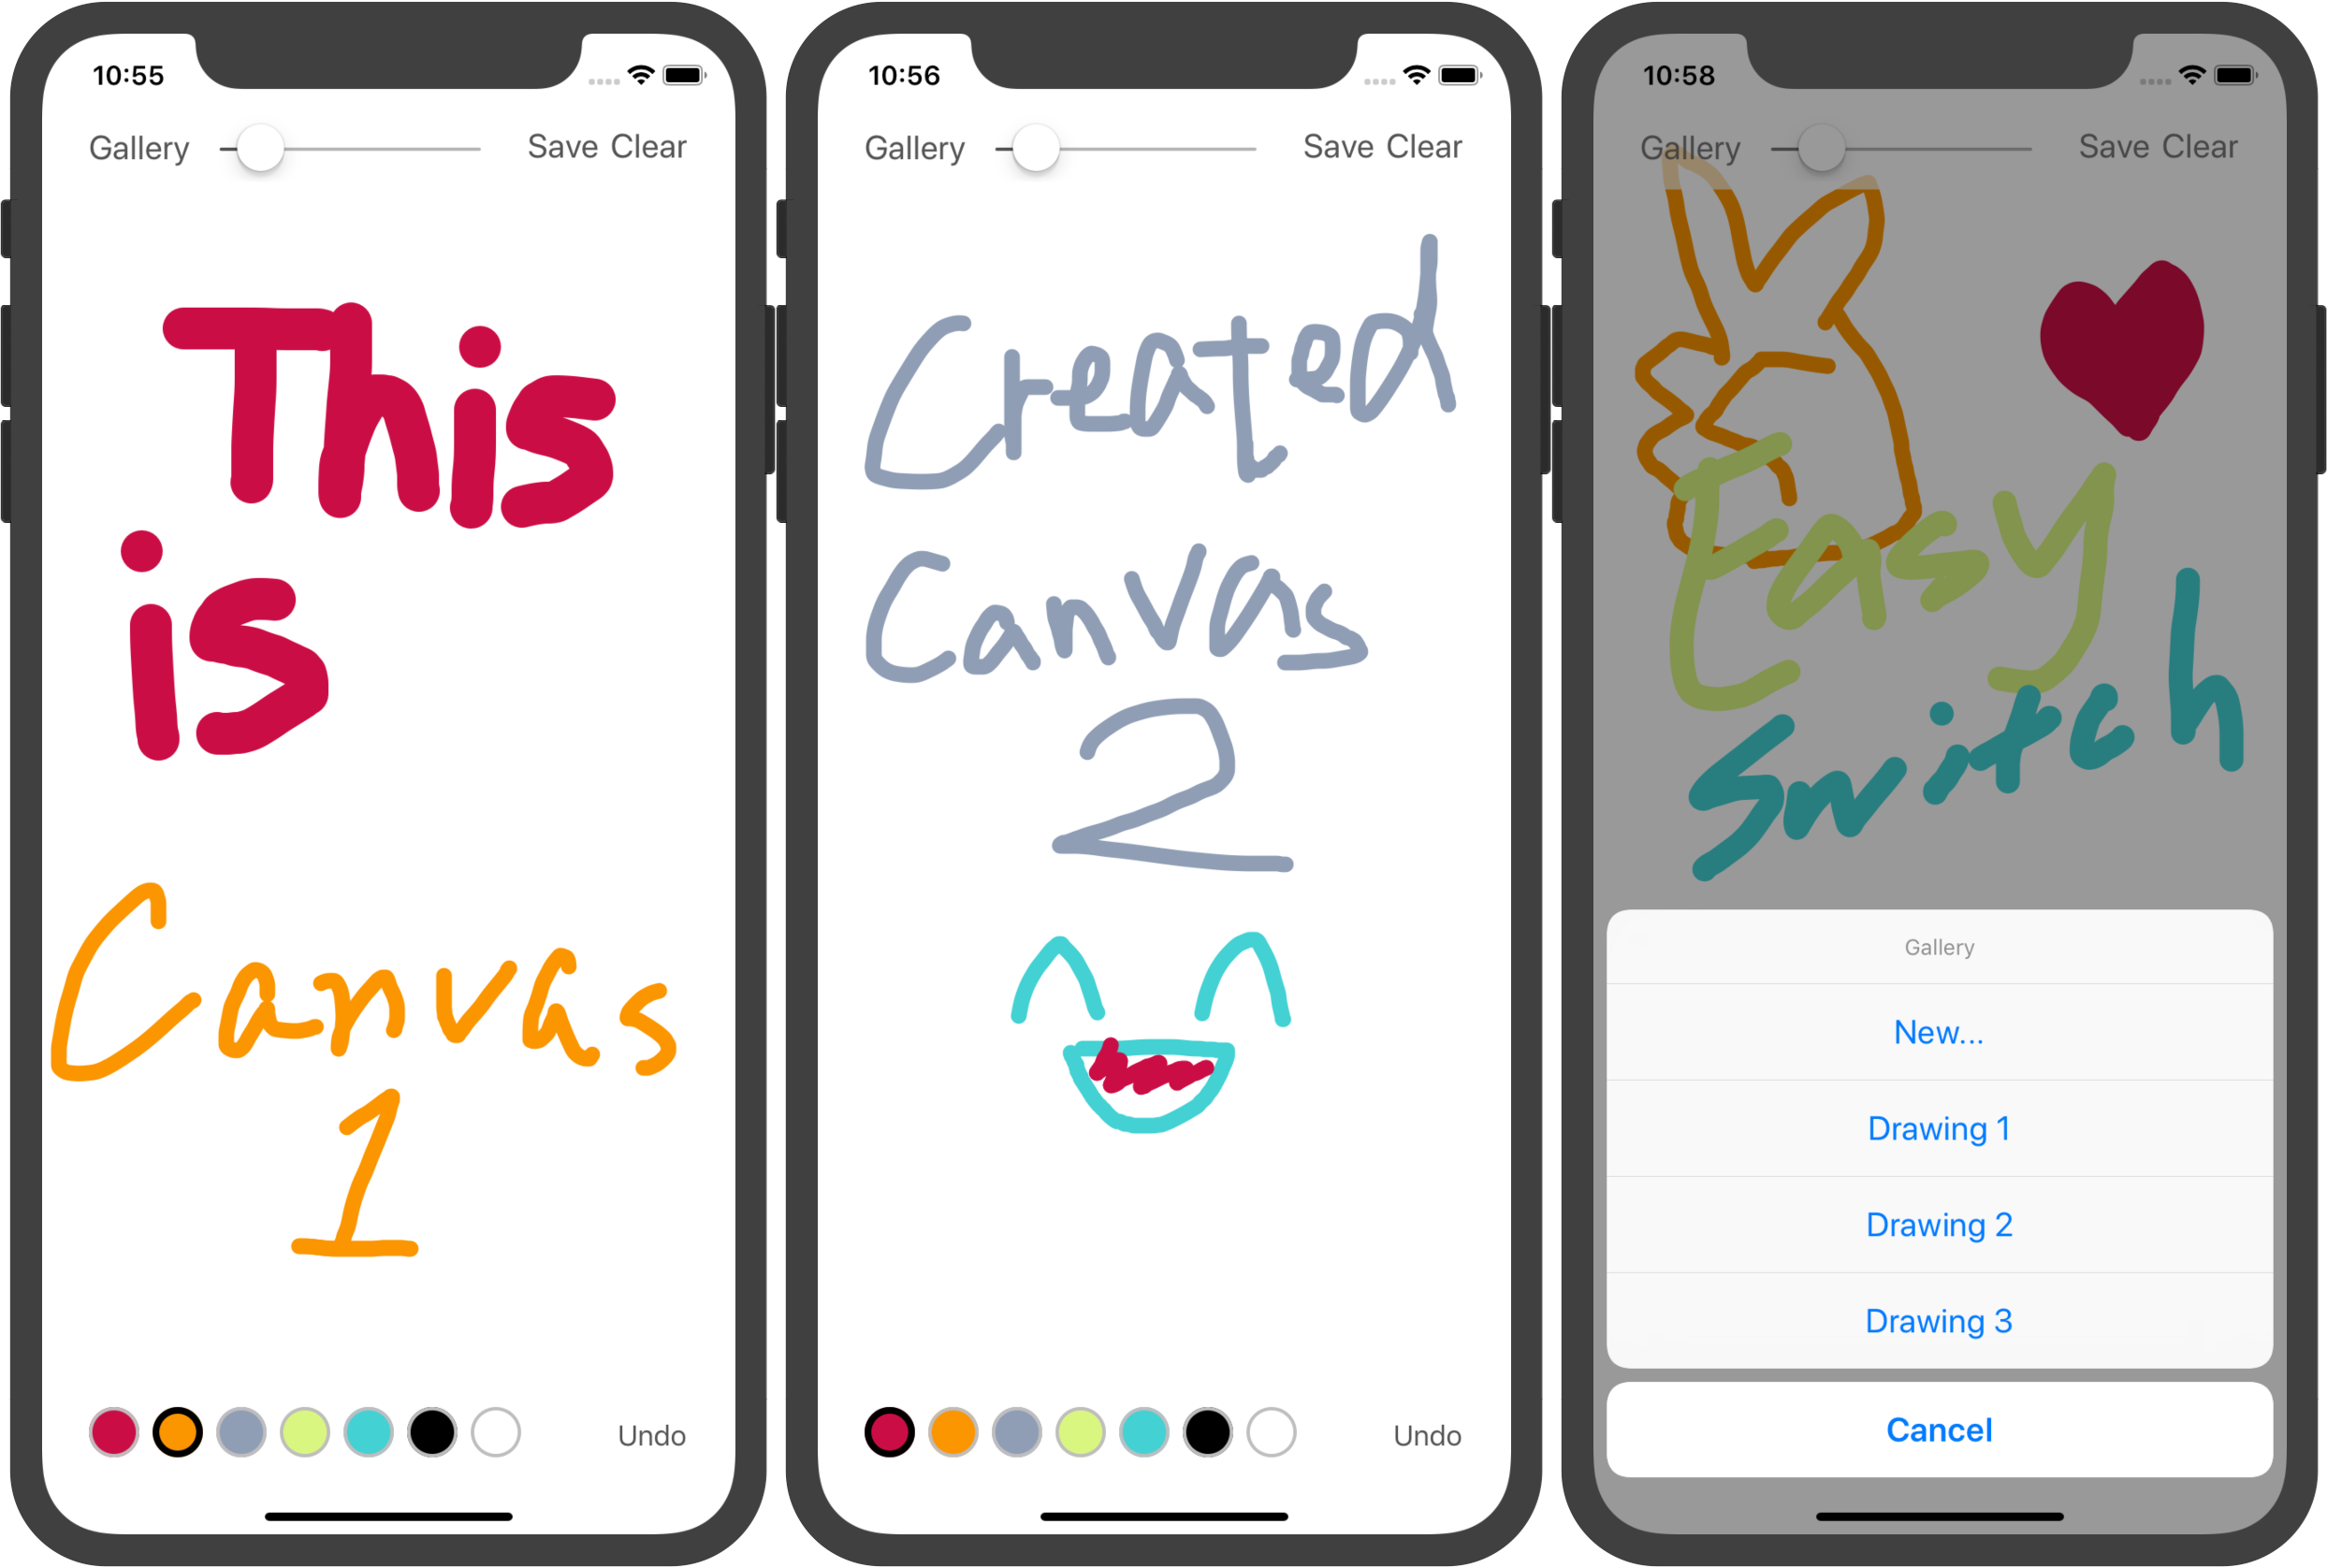 10:55
Gallery Save Clear
This
is
Canvas
1
Undo
10:56
Gallery Save Clear
Created
Canvas
2
Undo
10:58
Gallery Save Clear
Easy
Switch
Gallery
New...
Drawing 1
Drawing 2
Drawing 3
Cancel